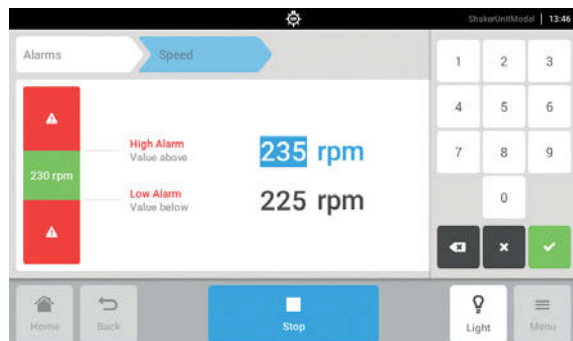 ShakerUnitModel | 13:46
Alarms
Speed
230 rpm
High Alarm
Value above
235 rpm
Low Alarm
Value below
225 rpm
1 2 3
4 5 6
7 8 9
0
Home
Back
Stop
Light
Menu